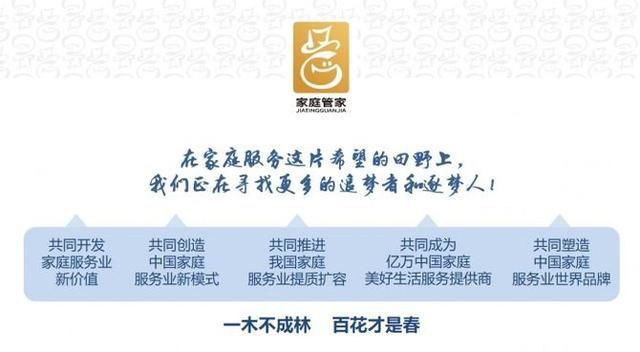 家庭管家
JIATINGGUANJIA
在家庭服务这片希望的田野上，
我们正在寻找更多的追梦者和逐梦人！
共同开发
家庭服务业
新价值
共同创造
中国家庭
服务业新模式
共同推进
我国家庭
服务业提质扩容
共同成为
亿万中国家庭
美好生活服务提供商
共同塑造
中国家庭
服务业世界品牌
一木不成林 百花才是春